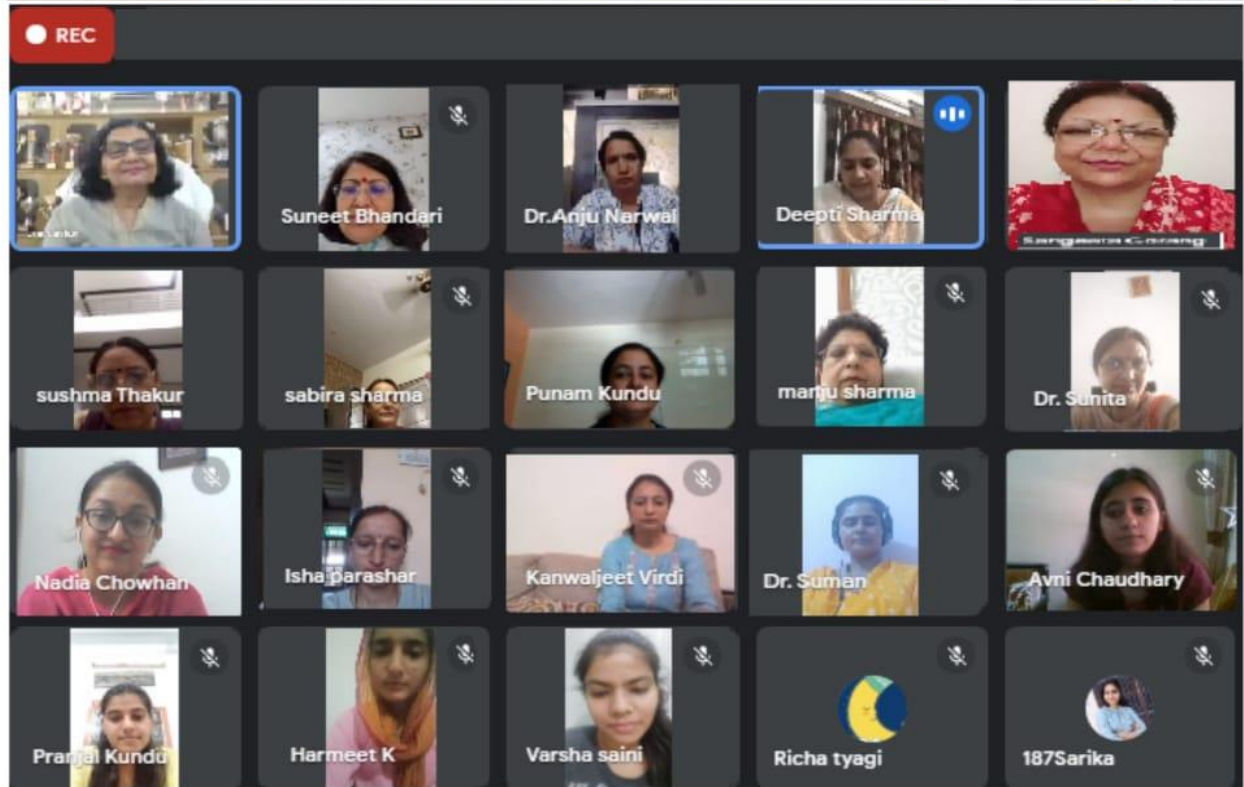 REC
Suneet Bhandari
Dr.Anju Narwal
Deepti Sharma
sushma Thakur
sabira sharma
Punam Kundu
manju sharma
Dr. Sunita
Nadia Chowhan
Isha parashar
Kanwaljeet Virdi
Dr. Suman
Avni Chaudhary
Pranjal Kundu
Harmeet K
Varsha saini
Richa tyagi
187Sarika